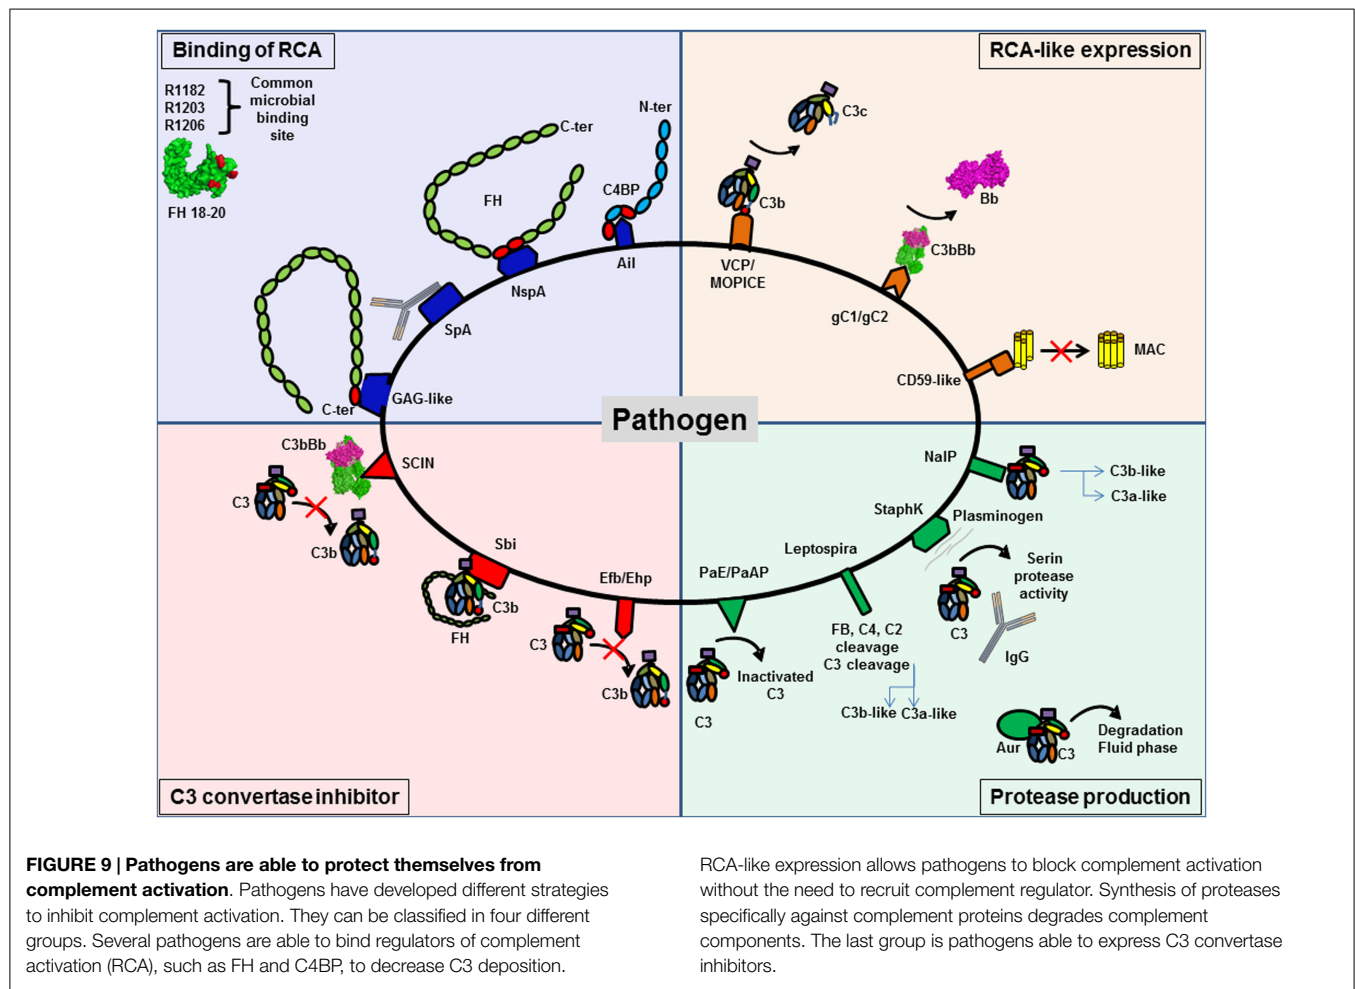 Binding of RCA
R1182
R1203
R1206
Common
microbial
binding
site
FH 18-20
C-ter
FH
N-ter
C4BP
Ail
NspA
SpA
GAG-like
C-ter
RCA-like expression
C3c
C3b
VCP/
MOPICE
Bb
C3bBb
gC1/gC2
CD59-like
MAC
Pathogen
C3bBb
SCIN
C3
C3b
Sbi
C3b
FH
Efb/Ehp
C3
C3b
C3 convertase inhibitor
NalP
C3b-like
C3a-like
StaphK
Plasminogen
Serin
protease
activity
C3
IgG
Leptospira
FB, C4, C2
cleavage
C3 cleavage
C3b-like C3a-like
PaE/PaAP
Inactivated
C3
C3
Aur
C3
Degradation
Fluid phase
Protease production
FIGURE 9 | Pathogens are able to protect themselves from
complement activation. Pathogens have developed different strategies
to inhibit complement activation. They can be classified in four different
groups. Several pathogens are able to bind regulators of complement
activation (RCA), such as FH and C4BP, to decrease C3 deposition.
RCA-like expression allows pathogens to block complement activation
without the need to recruit complement regulator. Synthesis of proteases
specifically against complement proteins degrades complement
components. The last group is pathogens able to express C3 convertase
inhibitors.